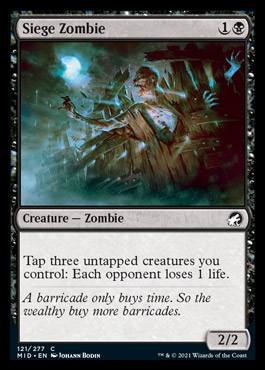 Siege Zombie 1
Creature — Zombie
Tap three untapped creatures you
control: Each opponent loses 1 life.
A barricade only buys time. So the
wealthy buy more barricades.
2/2
121/277 C
MID • EN Johann Bodin
™ & © 2021 Wizards of the Coast